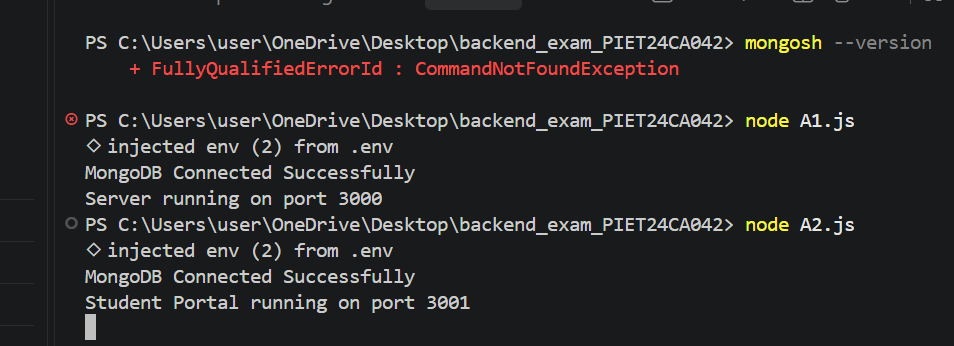 PS C:\Users\user\OneDrive\Desktop\backend_exam_PIET24CA042> mongosh --version
+ FullyQualifiedErrorId : CommandNotFoundException
PS C:\Users\user\OneDrive\Desktop\backend_exam_PIET24CA042> node A1.js
◇ injected env (2) from .env
MongoDB Connected Successfully
Server running on port 3000
PS C:\Users\user\OneDrive\Desktop\backend_exam_PIET24CA042> node A2.js
◇ injected env (2) from .env
MongoDB Connected Successfully
Student Portal running on port 3001